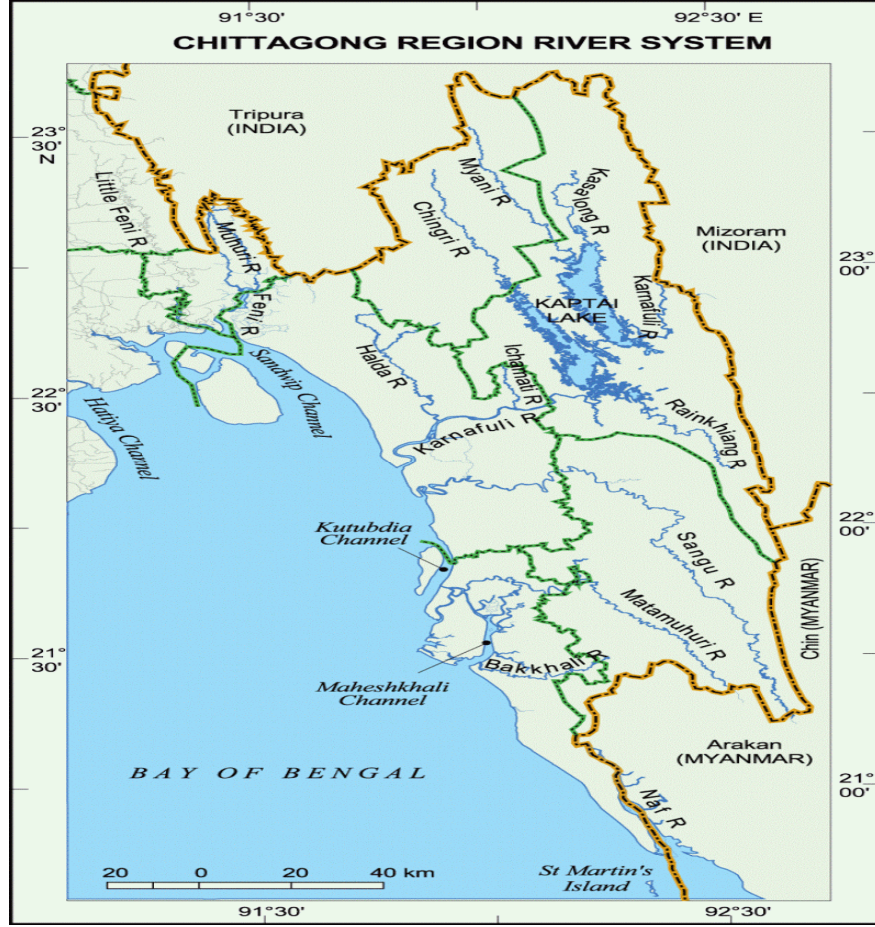 91°30'
92°30' E
CHITTAGONG REGION RIVER SYSTEM
23°
30'
N
Tripura
(INDIA)
Little Feni R
Muhuri R
Feni R
Chingri R
Myani R
Kasalong R
Mizoram
(INDIA)
23°
00'
KAPTAI
LAKE
Karnafuli R
Halda R
Ichamati R
Sandwip Channel
Hatiya Channel
22°
30'
Karnafuli R
Rainkhiang R
22°
00'
Kutubdia
Channel
Sangu R
Matamuhuri R
Chin (MYANMAR)
21°
30'
Bakkhali R
Maheshkhali
Channel
Arakan
(MYANMAR)
BAY OF BENGAL
21°
00'
Naf R
20 0 20 40 km
St Martin's
Island
91°30'
92°30'